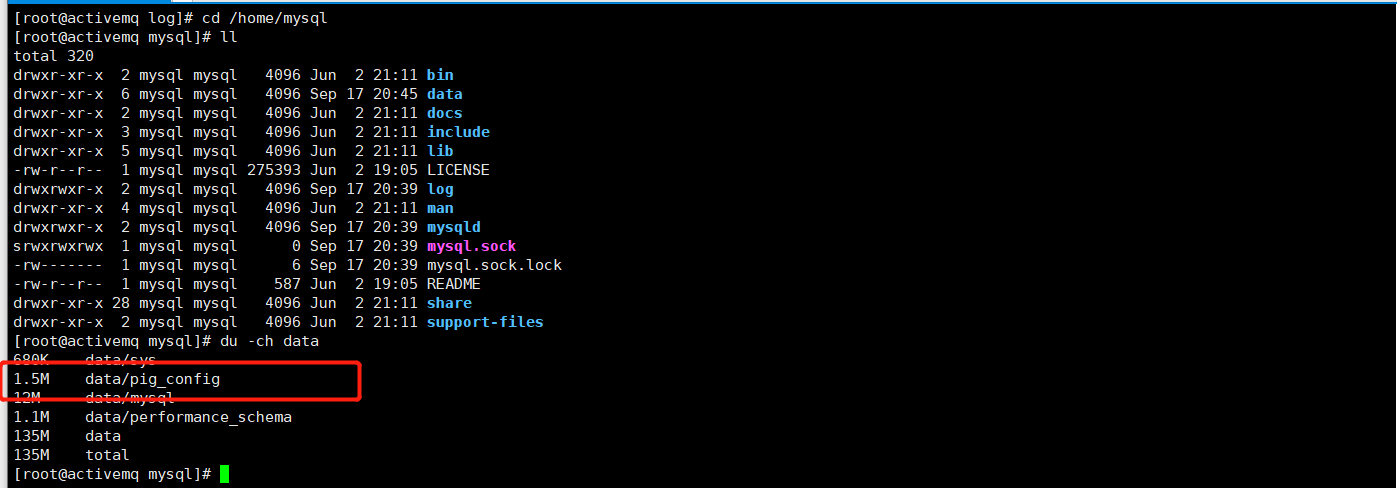 [root@activemq log]# cd /home/mysql
[root@activemq mysql]# ll
total 320
drwxr-xr-x  2 mysql mysql   4096 Jun  2 21:11 bin
drwxr-xr-x  6 mysql mysql   4096 Sep 17 20:45 data
drwxr-xr-x  2 mysql mysql   4096 Jun  2 21:11 docs
drwxr-xr-x  3 mysql mysql   4096 Jun  2 21:11 include
drwxr-xr-x  5 mysql mysql   4096 Jun  2 21:11 lib
-rw-r--r--  1 mysql mysql 275393 Jun  2 19:05 LICENSE
drwxrwxr-x  2 mysql mysql   4096 Sep 17 20:39 log
drwxr-xr-x  4 mysql mysql   4096 Jun  2 21:11 man
drwxrwxr-x  2 mysql mysql   4096 Sep 17 20:39 mysqld
srwxrwxrwx  1 mysql mysql      0 Sep 17 20:39 mysql.sock
-rw-------  1 mysql mysql      6 Sep 17 20:39 mysql.sock.lock
-rw-r--r--  1 mysql mysql    587 Jun  2 19:05 README
drwxr-xr-x 28 mysql mysql   4096 Jun  2 21:11 share
drwxr-xr-x  2 mysql mysql   4096 Jun  2 21:11 support-files
[root@activemq mysql]# du -ch data
680K    data/sys
1.5M    data/pig_config
12M     data/mysql
1.1M    data/performance_schema
135M    data
135M    total
[root@activemq mysql]#